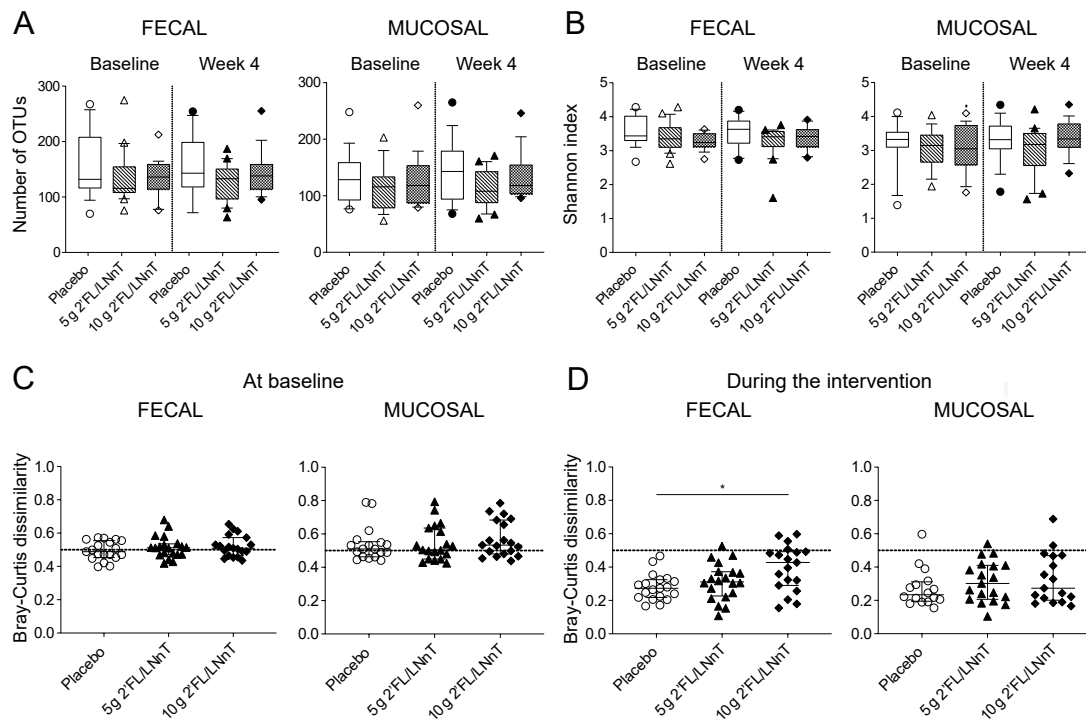 A
FECAL
MUCOSAL
Baseline
Week 4
Baseline
Week 4
Number of OTUs
300
200
100
0
300
200
100
0
Placebo
5 g 2'FL/LNnT
10 g 2'FL/LNnT
Placebo
5 g 2'FL/LNnT
10 g 2'FL/LNnT
Placebo
5 g 2'FL/LNnT
10 g 2'FL/LNnT
Placebo
5 g 2'FL/LNnT
10 g 2'FL/LNnT
B
FECAL
MUCOSAL
Baseline
Week 4
Baseline
Week 4
Shannon index
5
4
3
2
1
0
5
4
3
2
1
0
Placebo
5 g 2'FL/LNnT
10 g 2'FL/LNnT
Placebo
5 g 2'FL/LNnT
10 g 2'FL/LNnT
Placebo
5 g 2'FL/LNnT
10 g 2'FL/LNnT
Placebo
5 g 2'FL/LNnT
10 g 2'FL/LNnT
C
At baseline
FECAL
MUCOSAL
Bray-Curtis dissimilarity
1.0
0.8
0.6
0.4
0.2
0.0
1.0
0.8
0.6
0.4
0.2
0.0
Placebo
5 g 2'FL/LNnT
10 g 2'FL/LNnT
Placebo
5 g 2'FL/LNnT
10 g 2'FL/LNnT
D
During the intervention
FECAL
MUCOSAL
Bray-Curtis dissimilarity
1.0
0.8
0.6
0.4
0.2
0.0
*
1.0
0.8
0.6
0.4
0.2
0.0
Placebo
5 g 2'FL/LNnT
10 g 2'FL/LNnT
Placebo
5 g 2'FL/LNnT
10 g 2'FL/LNnT